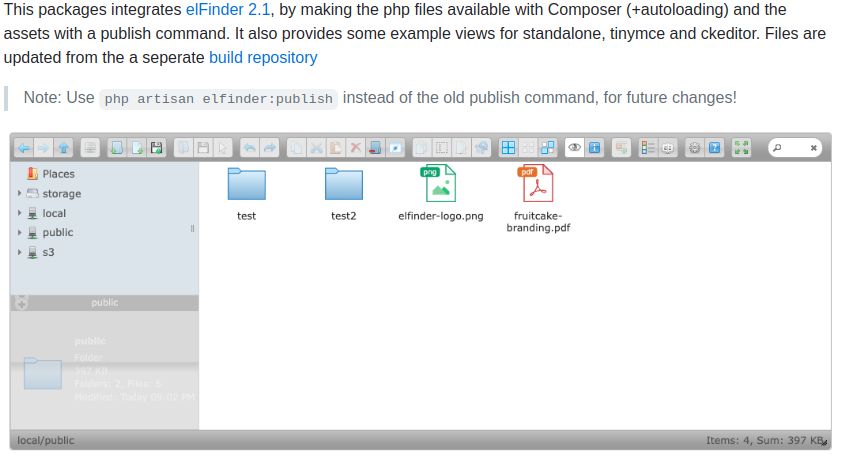 This packages integrates elFinder 2.1, by making the php files available with Composer (+autoloading) and the
assets with a publish command. It also provides some example views for standalone, tinymce and ckeditor. Files are
updated from the a seperate build repository
Note: Use php artisan elfinder:publish instead of the old publish command, for future changes!
Places
storage
local
public
s3
test
test2
png
elfinder-logo.png
pdf
fruitcake-
branding.pdf
public
public
Folder
397 KB
Folders: 2, Files: 5
Modified: Today 09:02 PM
local/public
Items: 4, Sum: 397 KB